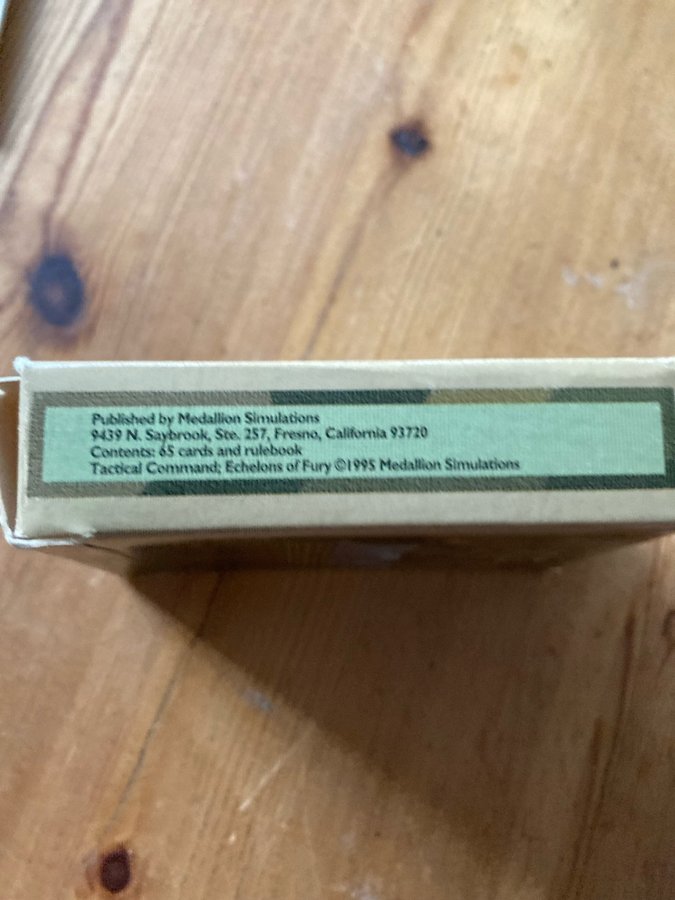 Published by Medallion Simulations
9439 N. Saybrook, Ste. 257, Fresno, California 93720
Contents: 65 cards and rulebook
Tactical Command; Echelons of Fury ©1995 Medallion Simulations